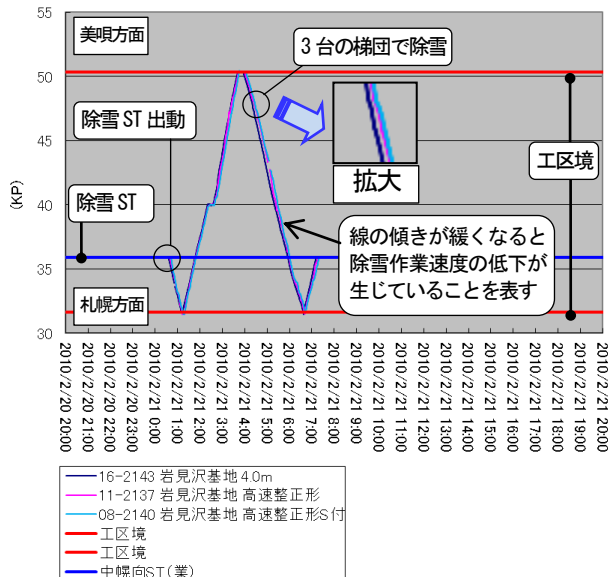 55
50
45
40
35
30
(KP)
美唄方面
3台の梯団で除雪
除雪ST出動
拡大
工区境
除雪ST
線の傾きが緩くなると
除雪作業速度の低下が
生じていることを表す
札幌方面
2010/2/20 20:00
2010/2/20 21:00
2010/2/20 22:00
2010/2/20 23:00
2010/2/21 0:00
2010/2/21 1:00
2010/2/21 2:00
2010/2/21 3:00
2010/2/21 4:00
2010/2/21 5:00
2010/2/21 6:00
2010/2/21 7:00
2010/2/21 8:00
2010/2/21 9:00
2010/2/21 10:00
2010/2/21 11:00
2010/2/21 12:00
2010/2/21 13:00
2010/2/21 14:00
2010/2/21 15:00
2010/2/21 16:00
2010/2/21 17:00
2010/2/21 18:00
2010/2/21 19:00
2010/2/21 20:00
16-2143 岩見沢基地 4.0m
11-2137 岩見沢基地 高速整正形
08-2140 岩見沢基地 高速整正形S付
工区境
工区境
中幌向ST(業)